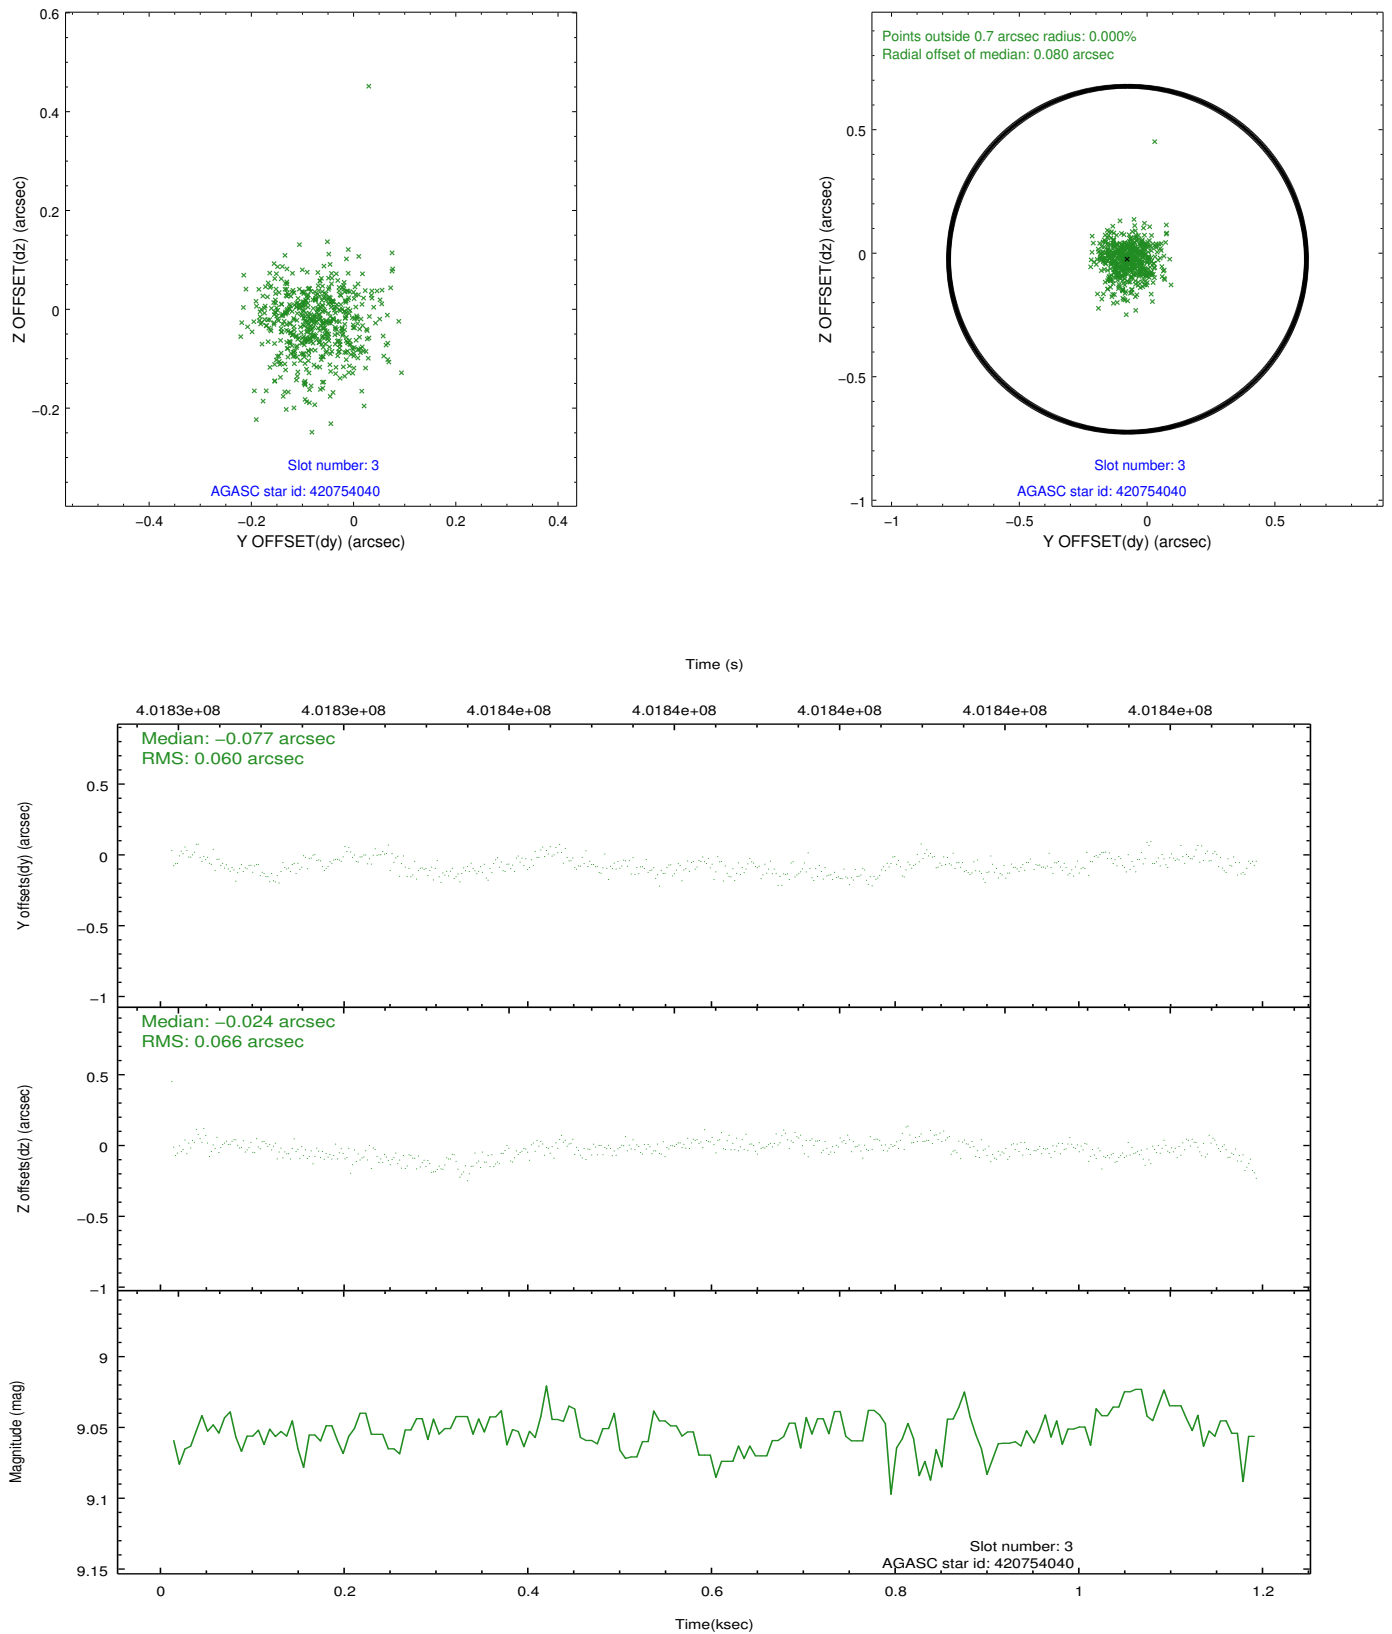 0.6
0.4
0.2
0
−0.2
Z OFFSET(dz) (arcsec)
Slot number: 3
AGASC star id: 420754040
−0.4 −0.2 0 0.2 0.4
Y OFFSET(dy) (arcsec)
Points outside 0.7 arcsec radius: 0.000%
Radial offset of median: 0.080 arcsec
0.5
0
−0.5
−1
Z OFFSET(dz) (arcsec)
Slot number: 3
AGASC star id: 420754040
−1 −0.5 0 0.5
Y OFFSET(dy) (arcsec)
Time (s)
4.0183e+08 4.0183e+08 4.0184e+08 4.0184e+08 4.0184e+08 4.0184e+08 4.0184e+08
Median: −0.077 arcsec
RMS: 0.060 arcsec
0.5
0
−0.5
−1
Y offsets(dy) (arcsec)
Median: −0.024 arcsec
RMS: 0.066 arcsec
0.5
0
−0.5
−1
Z offsets(dz) (arcsec)
9
9.05
9.1
9.15
Magnitude (mag)
Slot number: 3
AGASC star id: 420754040
0 0.2 0.4 0.6 0.8 1 1.2
Time(ksec)